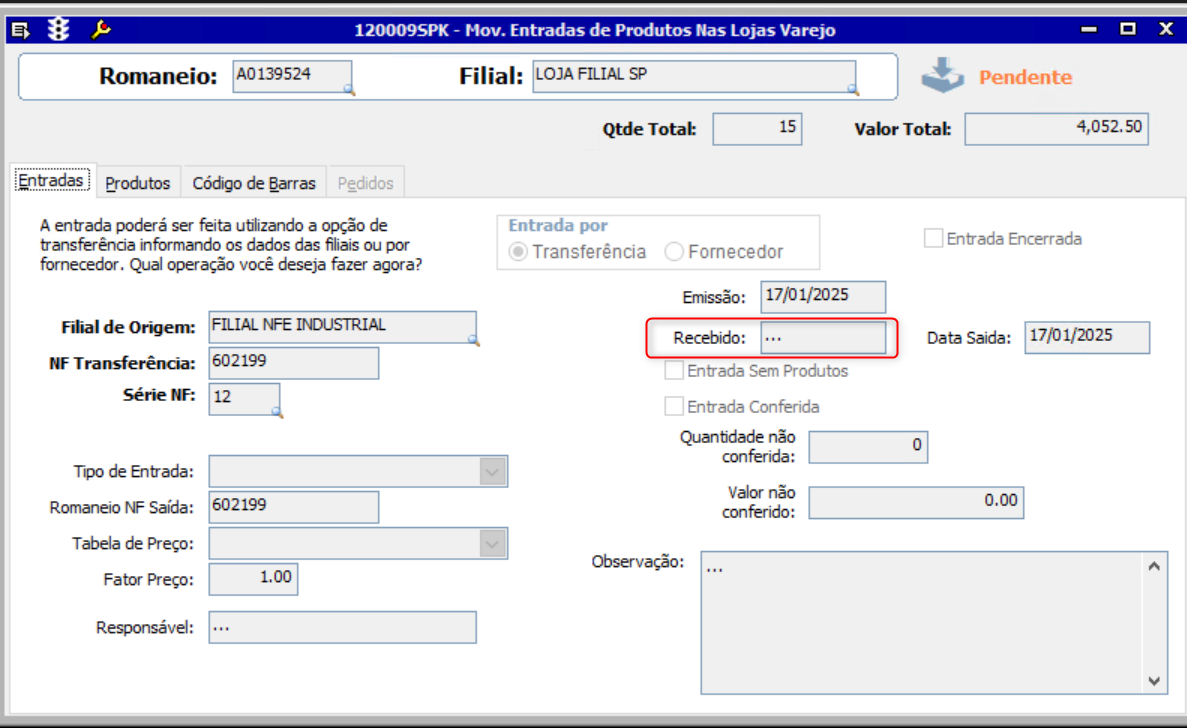 120009SPK - Mov. Entradas de Produtos Nas Lojas Varejo
Romaneio: A0139524 Filial: LOJA FILIAL SP Pendente
Qtde Total: 15 Valor Total: 4,052.50
Entradas Produtos Código de Barras Pedidos
A entrada poderá ser feita utilizando a opção de
transferência informando os dados das filiais ou por
fornecedor. Qual operação você deseja fazer agora?
Entrada por
Transferência Fornecedor
Entrada Encerrada
Emissão: 17/01/2025
Filial de Origem: FILIAL NFE INDUSTRIAL
Recebido: ... Data Saida: 17/01/2025
NF Transferência: 602199
Entrada Sem Produtos
Série NF: 12
Entrada Conferida
Quantidade não
conferida: 0
Tipo de Entrada:
Valor não
conferido: 0.00
Romaneio NF Saída: 602199
Tabela de Preço:
Observação: ...
Fator Preço: 1.00
Responsável: ...